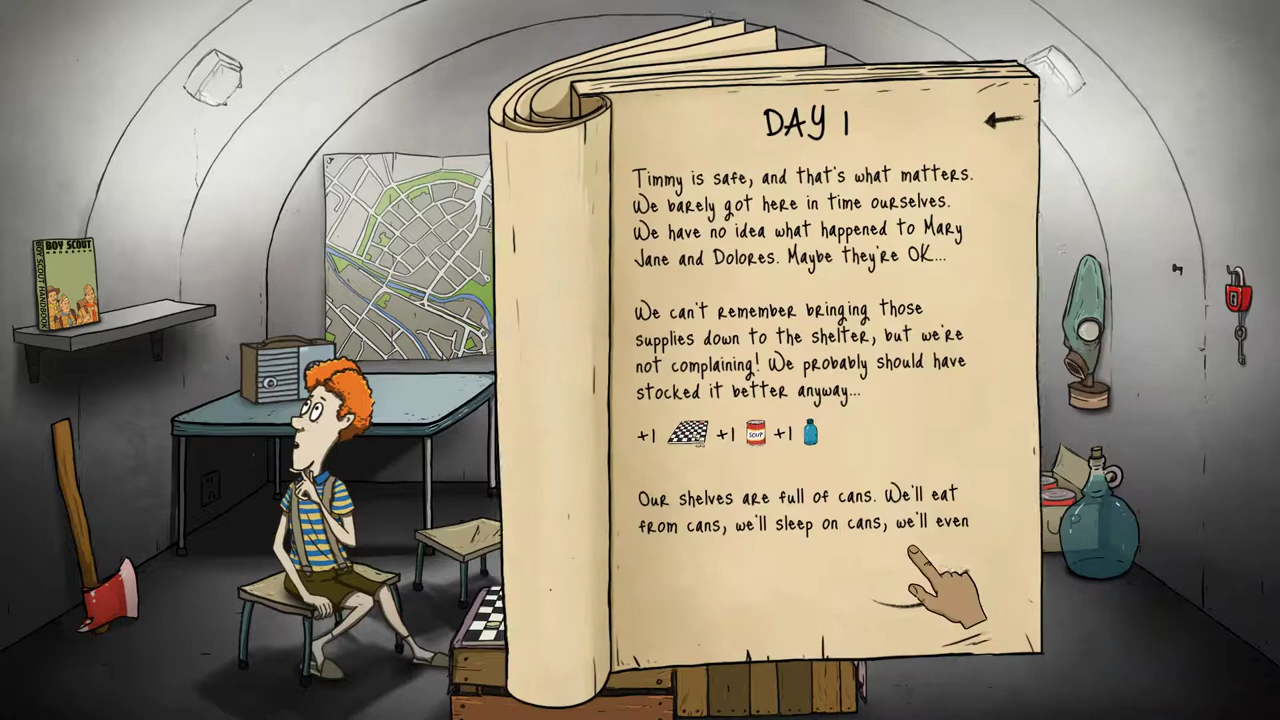 BOY SCOUT
BOY SCOUT HANDBOOK
DAY 1
Timmy is safe, and that's what matters.
We barely got here in time ourselves.
We have no idea what happened to Mary
Jane and Dolores. Maybe they're OK...
We can't remember bringing those
supplies down to the shelter, but we're
not complaining! We probably should have
stocked it better anyway...
+1 +1 SOUP +1
Our shelves are full of cans. We'll eat
from cans, we'll sleep on cans, we'll even